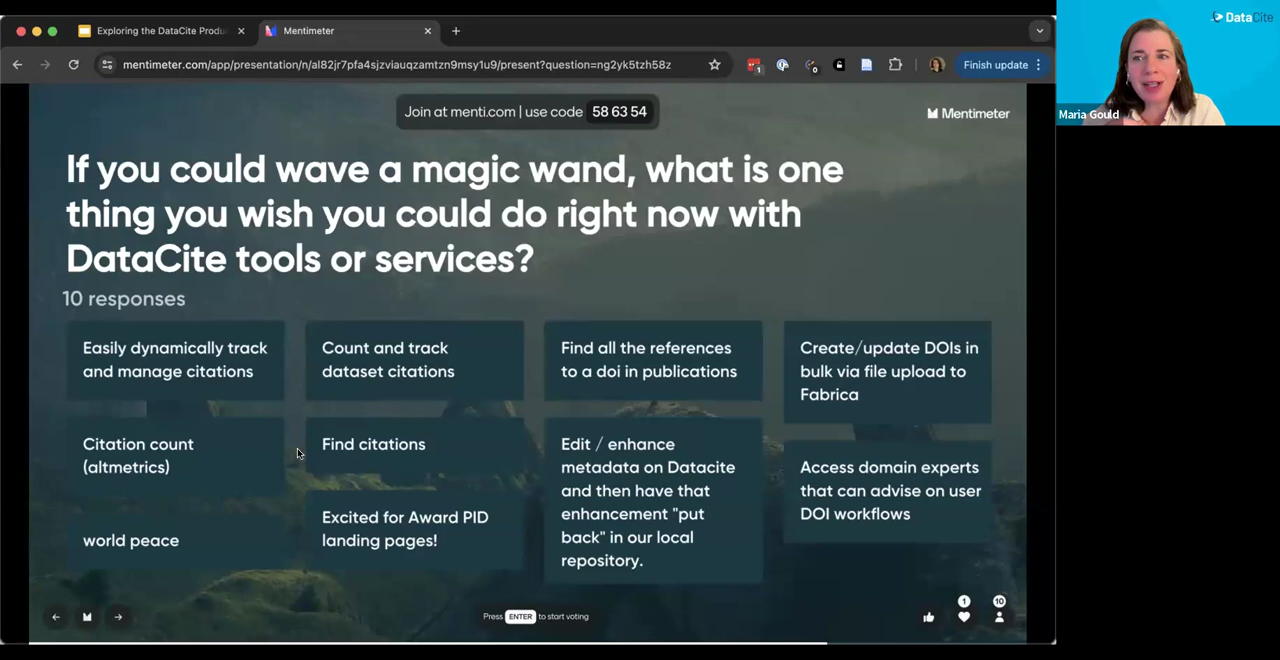 Exploring the DataCite Produ
Mentimeter
mentimeter.com/app/presentation/n/al82jr7pfa4sjzviauqzamtzn9msy1u9/present?question=ng2yk5tzh58z
1
0
Finish update
DataCite
Maria Gould
Join at menti.com | use code 58 63 54
Mentimeter
If you could wave a magic wand, what is one
thing you wish you could do right now with
DataCite tools or services?
10 responses
Easily dynamically track
and manage citations
Citation count
(altmetrics)
world peace
Count and track
dataset citations
Find citations
Excited for Award PID
landing pages!
Find all the references
to a doi in publications
Edit / enhance
metadata on Datacite
and then have that
enhancement "put
back" in our local
repository.
Create/update DOIs in
bulk via file upload to
Fabrica
Access domain experts
that can advise on user
DOI workflows
Press ENTER to start voting
1
10